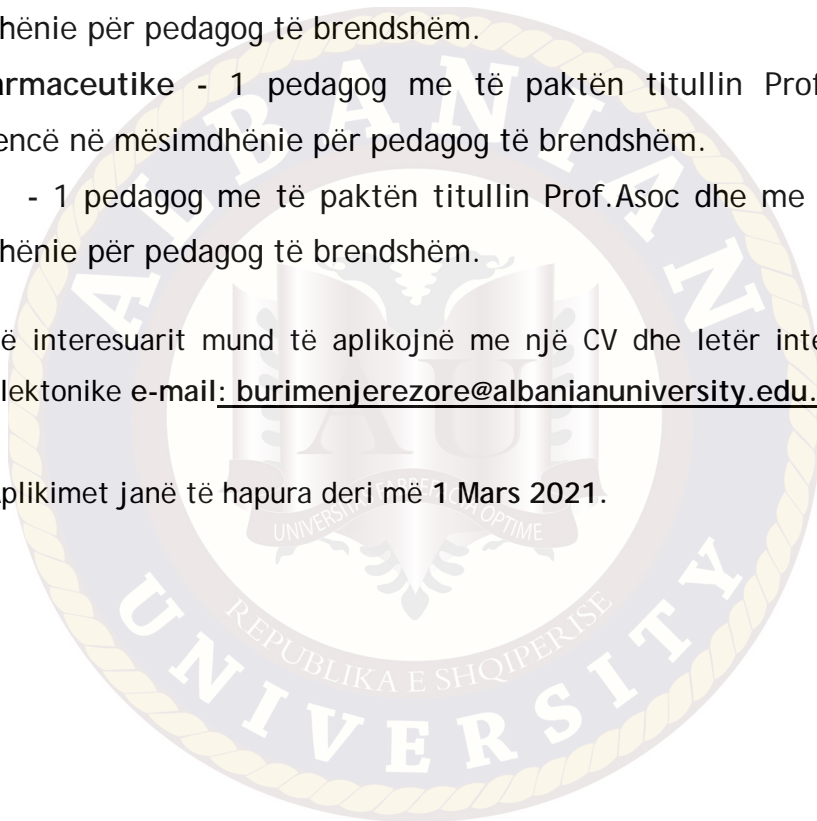 hënie për pedagog të brendshëm.
armaceutike - 1 pedagog me të paktën titullin Prof
encë në mësimdhënie për pedagog të brendshëm.
- 1 pedagog me të paktën titullin Prof.Asoc dhe me
hënie për pedagog të brendshëm.
ë interesuarit mund të aplikojnë me një CV dhe letër inte
lektonike e-mail: burimenjerezore@albanianuniversity.edu.
plikimet janë të hapura deri më 1 Mars 2021.
ALBANIAN
AU
REPUBLIKA E SHQIPERISE
UNIVERSITY